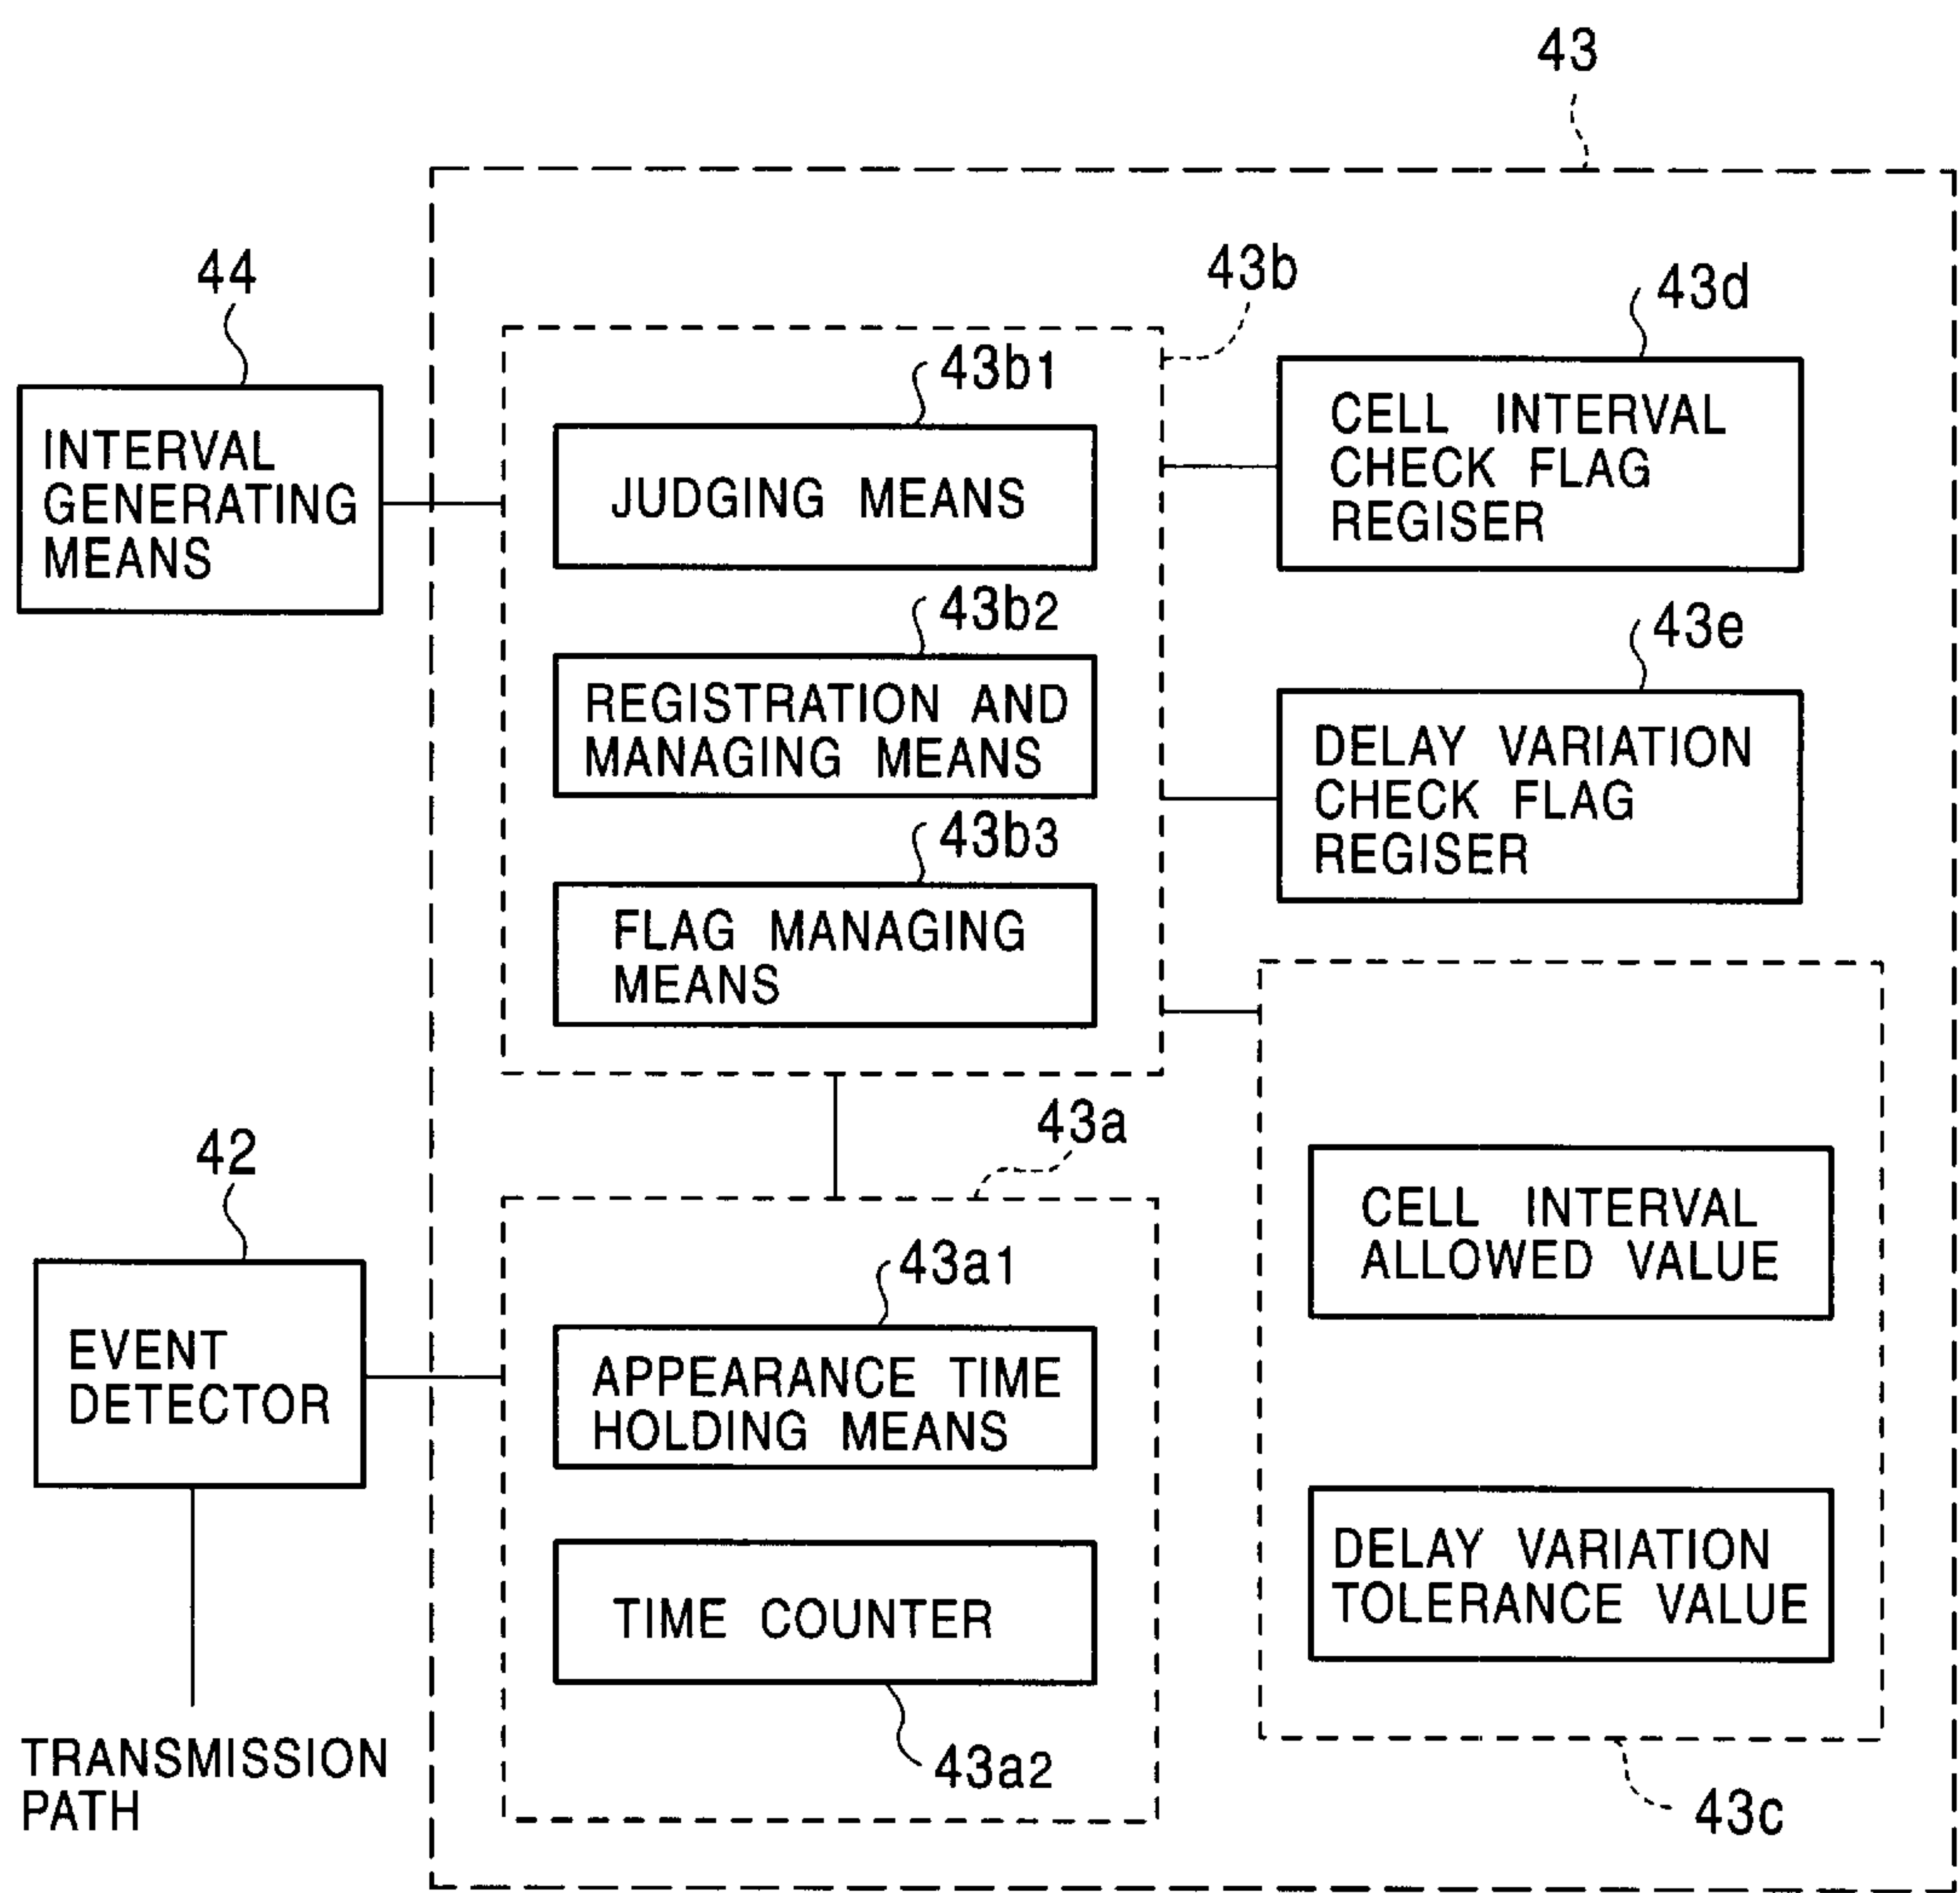 43
44
43b
43d
43b1
INTERVAL
GENERATING
MEANS
JUDGING MEANS
CELL INTERVAL
CHECK FLAG
REGISER
43b2
43e
REGISTRATION AND
MANAGING MEANS
DELAY VARIATION
CHECK FLAG
REGISER
43b3
FLAG MANAGING
MEANS
43a
42
CELL INTERVAL
ALLOWED VALUE
43a1
EVENT
DETECTOR
APPEARANCE TIME
HOLDING MEANS
DELAY VARIATION
TOLERANCE VALUE
TIME COUNTER
TRANSMISSION
PATH
43a2
43c